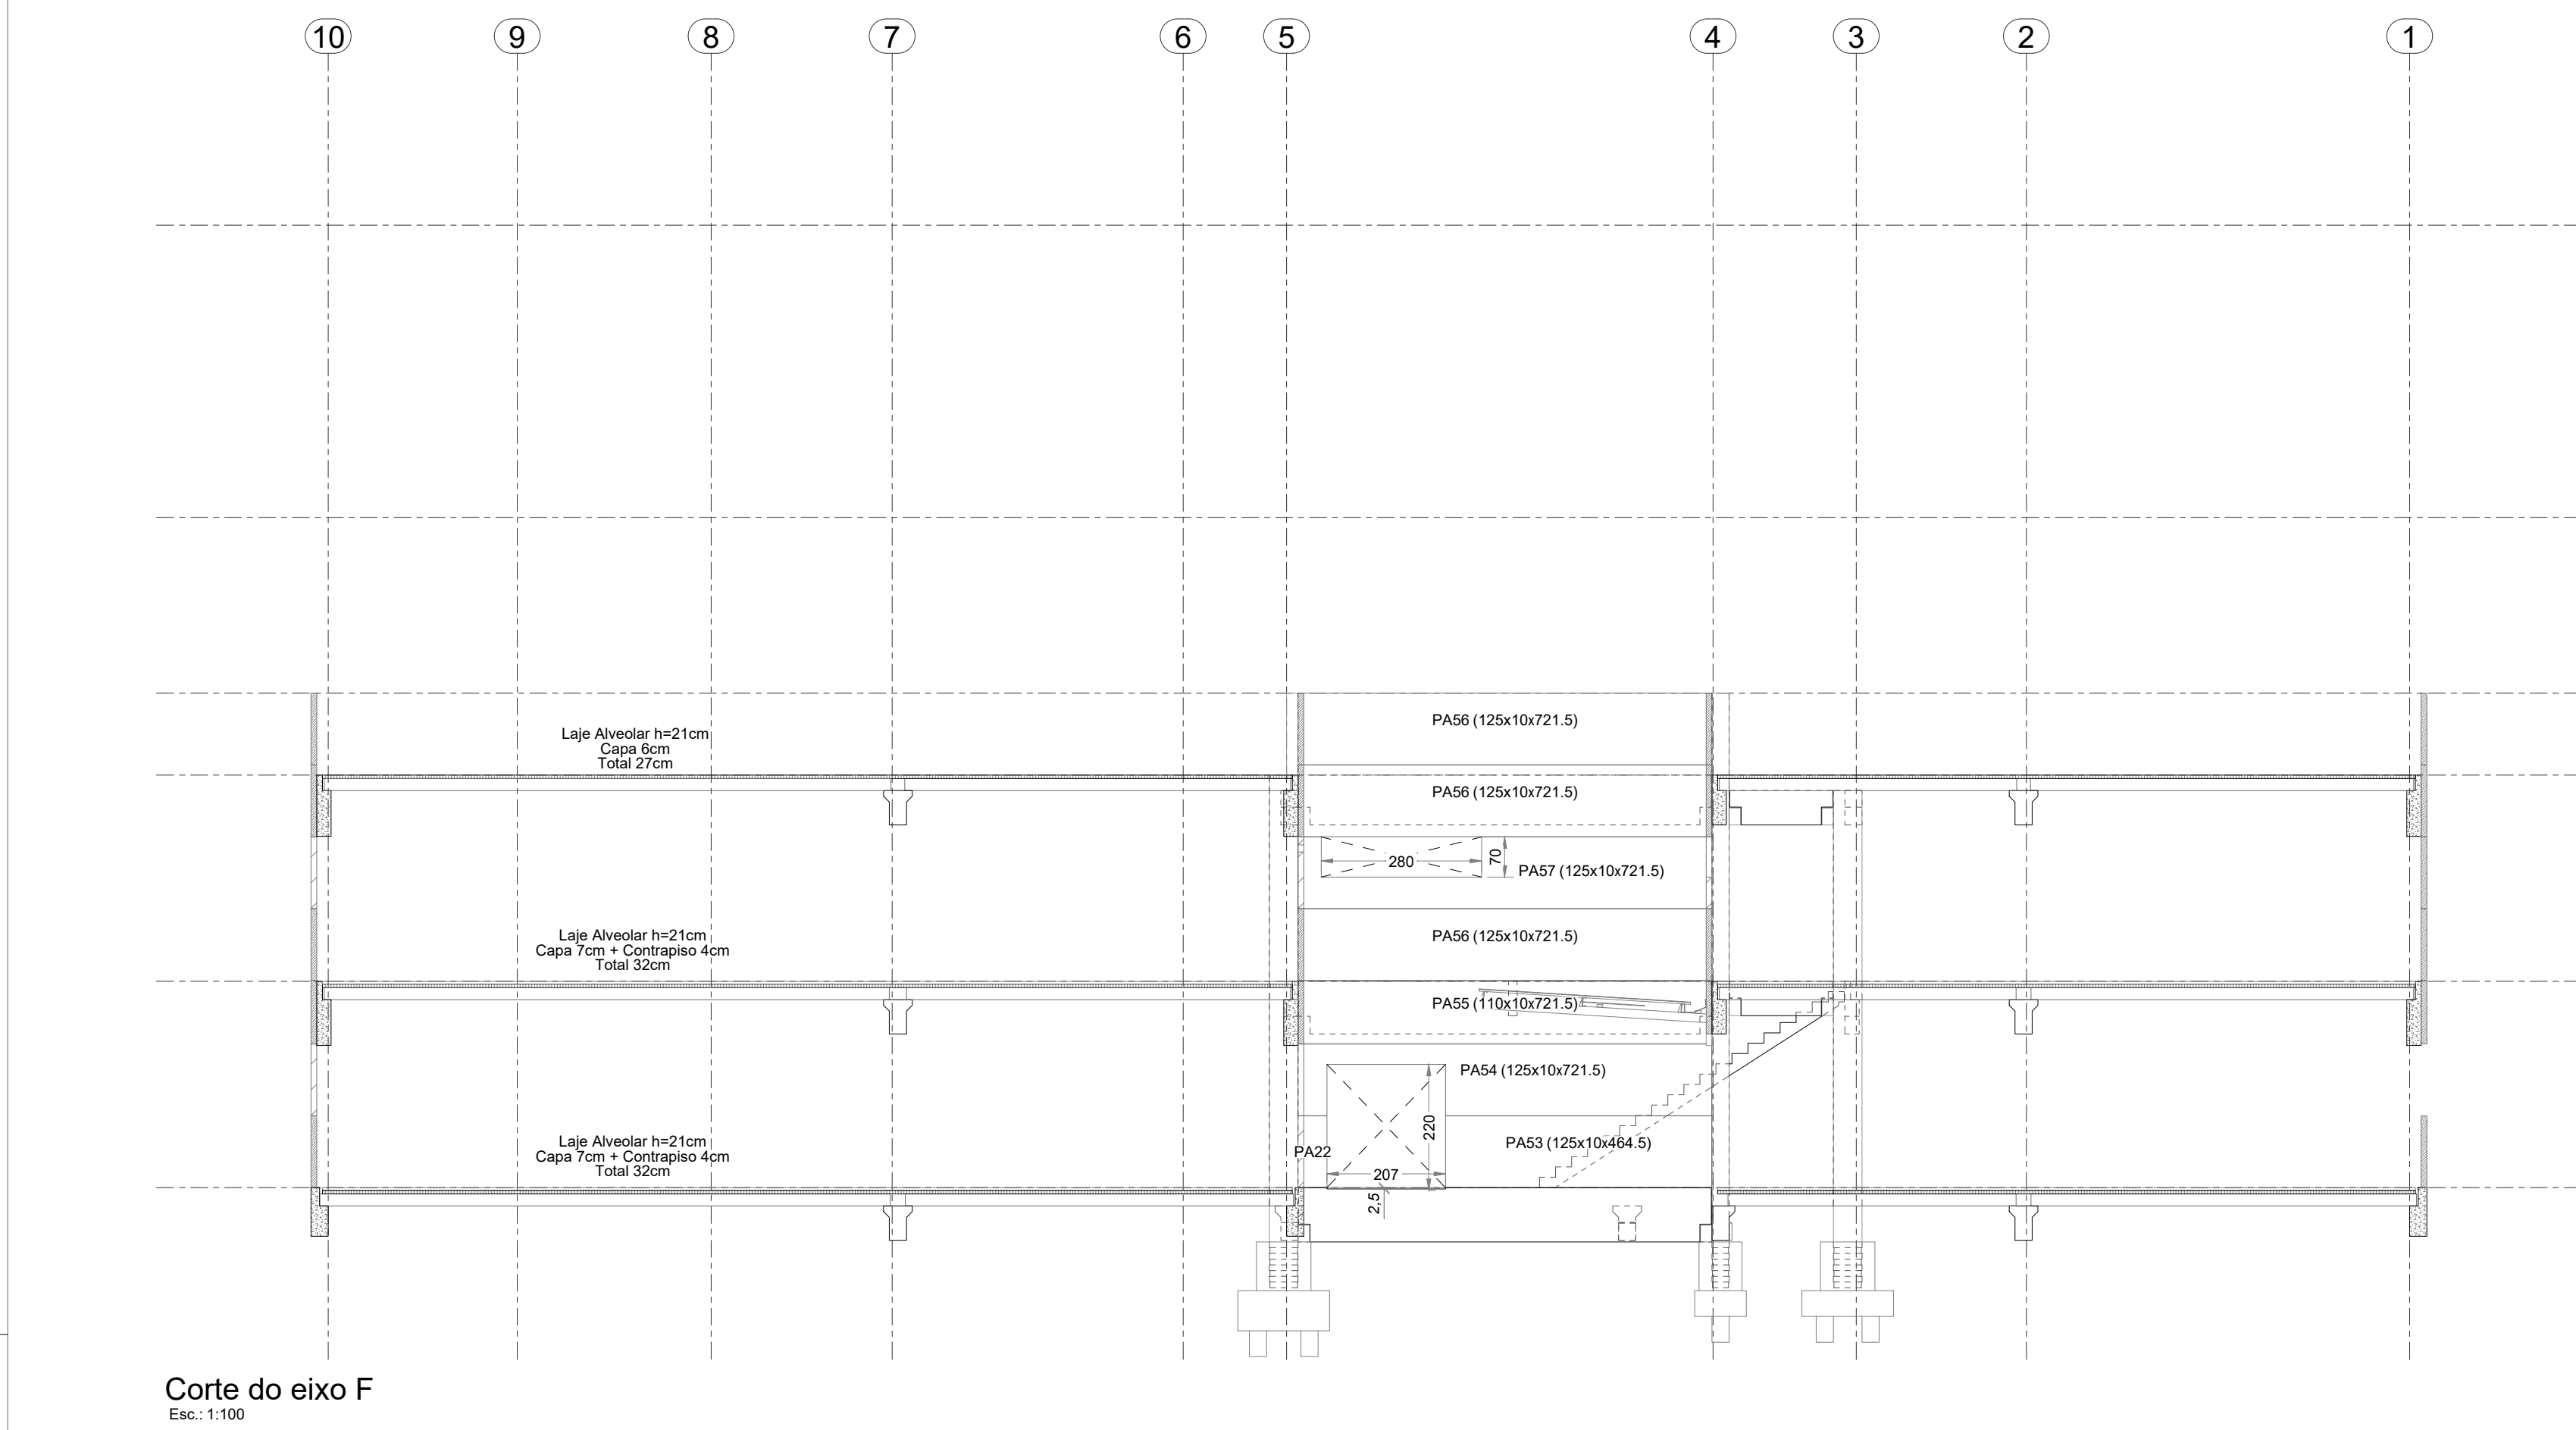 10 9 8 7 6 5 4 3 2 1
PA56 (125x10x721.5)
Laje Alveolar h=21cm
Capa 6cm
Total 27cm
PA56 (125x10x721.5)
280
70
PA57 (125x10x721.5)
Laje Alveolar h=21cm
Capa 7cm + Contrapiso 4cm
Total 32cm
PA56 (125x10x721.5)
PA55 (110x10x721.5)
PA54 (125x10x721.5)
220
Laje Alveolar h=21cm
Capa 7cm + Contrapiso 4cm
Total 32cm
PA22
PA53 (125x10x464.5)
207
2,5
Corte do eixo F
Esc.: 1:100